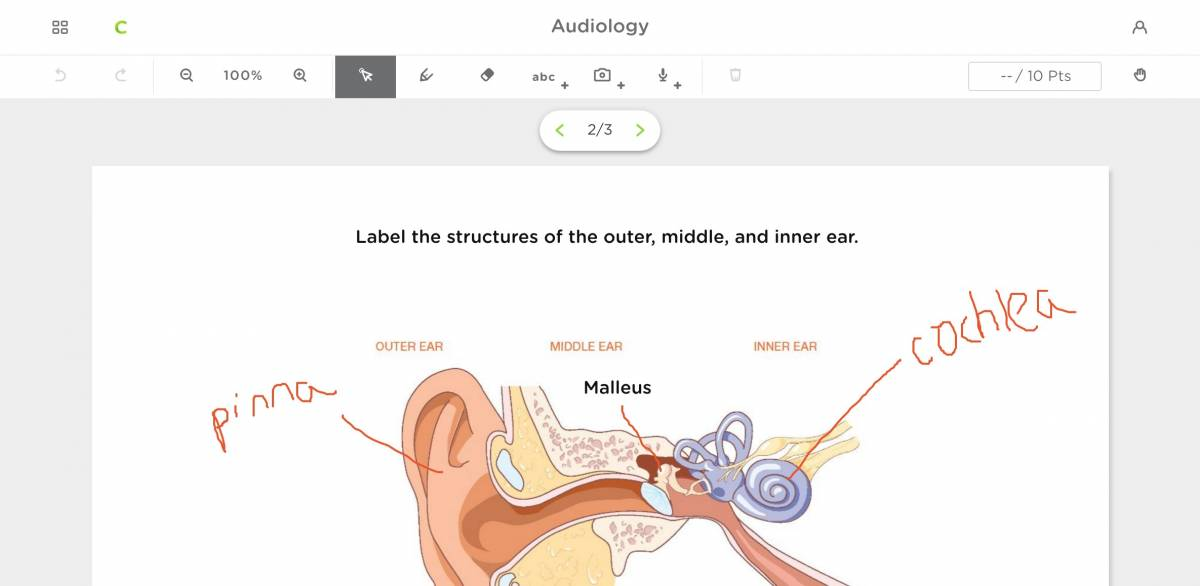 C
Audiology
100%
abc
-- / 10 Pts
2/3
Label the structures of the outer, middle, and inner ear.
OUTER EAR
MIDDLE EAR
INNER EAR
cochlea
Malleus
pinna